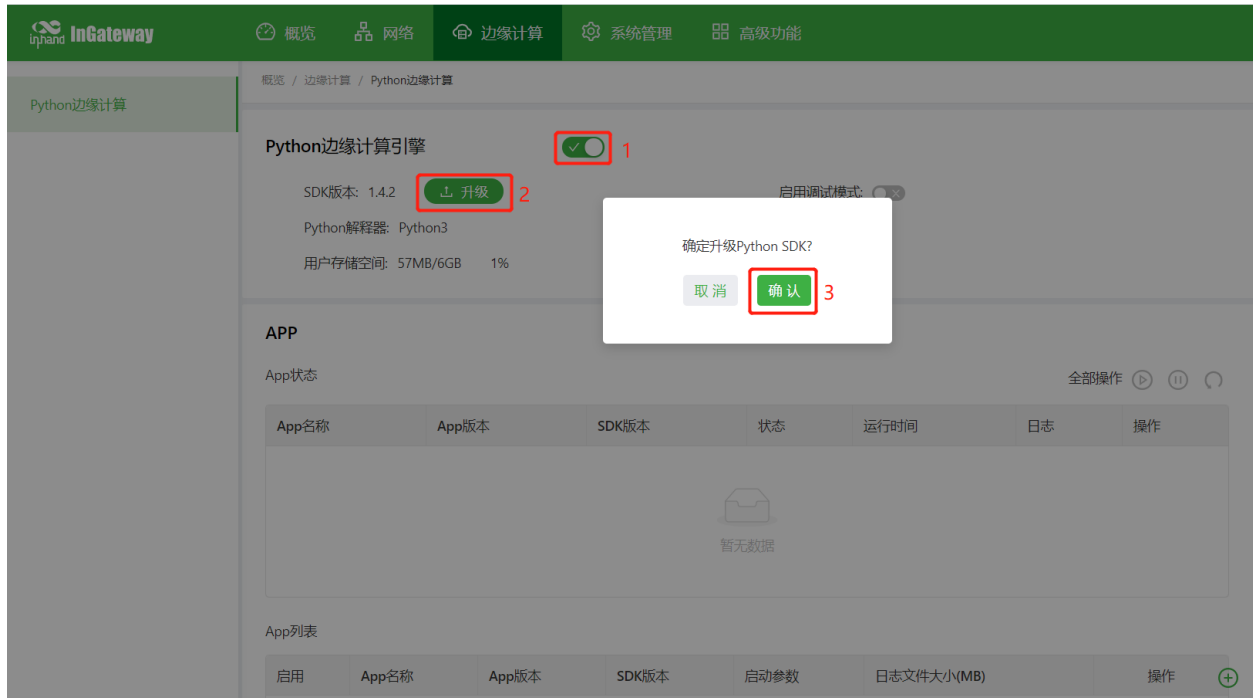 inhand InGateway 概览 网络 边缘计算 系统管理 高级功能
概览 / 边缘计算 / Python边缘计算
Python边缘计算
Python边缘计算引擎 1
SDK版本: 1.4.2 升级 2 启用调试模式:
Python解释器: Python3
用户存储空间: 57MB/6GB 1%
确定升级Python SDK?
取 消 确 认 3
APP
App状态 全部操作
App名称 App版本 SDK版本 状态 运行时间 日志 操作
暂无数据
App列表
启用 App名称 App版本 SDK版本 启动参数 日志文件大小(MB) 操作